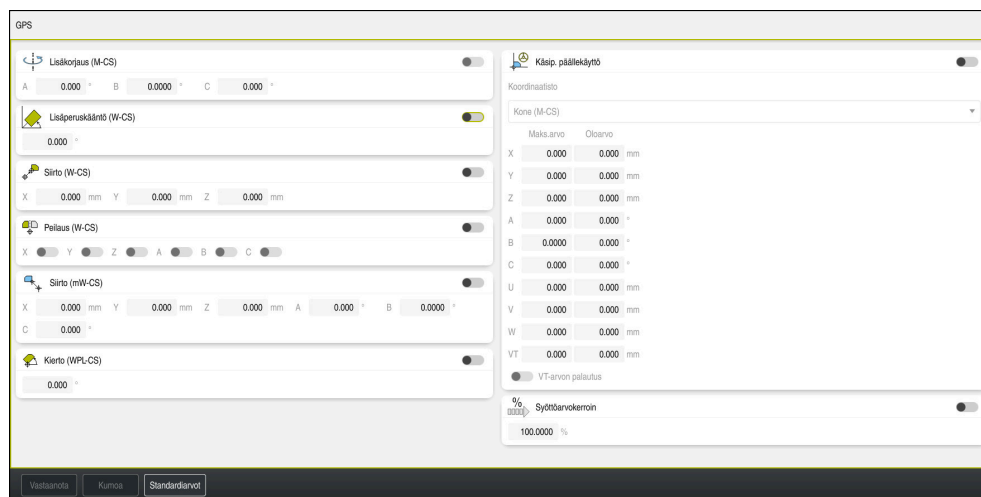 GPS
Lisäkorjaus (M-CS)
A 0.000 ° B 0.0000 ° C 0.000 °
Lisäperuskääntö (W-CS)
0.000 °
Siirto (W-CS)
X 0.000 mm Y 0.000 mm Z 0.000 mm
Peilaus (W-CS)
X Y Z A B C
Siirto (mW-CS)
X 0.000 mm Y 0.000 mm Z 0.000 mm A 0.000 ° B 0.0000 °
C 0.000 °
Kierto (WPL-CS)
0.000 °
Käsip. päällekäyttö
Koordinaatisto
Kone (M-CS)
Maks.arvo Oloarvo
X 0.000 0.000 mm
Y 0.000 0.000 mm
Z 0.000 0.000 mm
A 0.000 0.000 °
B 0.0000 0.000 °
C 0.000 0.000 °
U 0.000 0.000 mm
V 0.000 0.000 mm
W 0.000 0.000 mm
VT 0.000 0.000 mm
VT-arvon palautus
% Syöttöarvokerroin
100.0000 %
Vastaanota Kumoa Standardiarvot